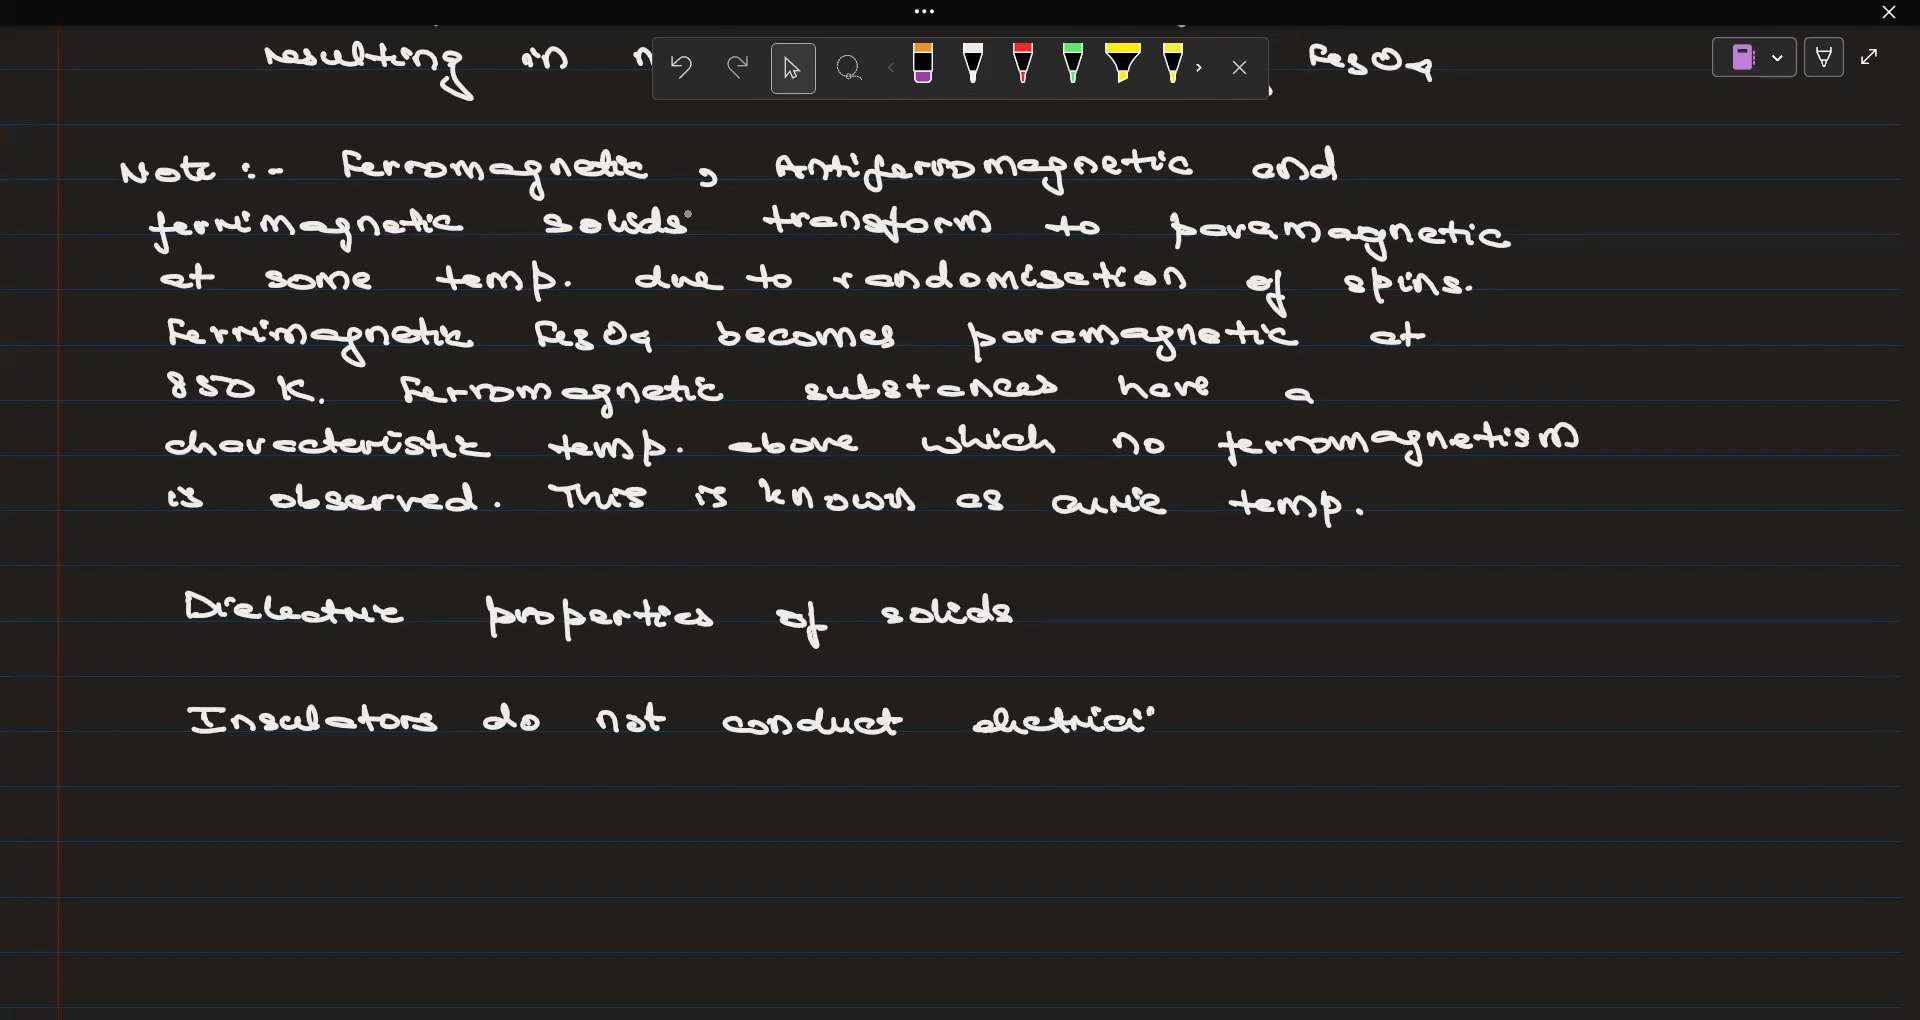 resulting in Fe3O4
Note :- Ferromagnetic , Antiferromagnetic and
ferrimagnetic solids transform to paramagnetic
at some temp. due to randomisation of spins.
Ferrimagnetic Fe3O4 becomes paramagnetic at
850 K. Ferromagnetic substances have a
characteristic temp. above which no ferromagnetism
is observed. This is known as curie temp.
Dielectric properties of solids
Insulators do not conduct